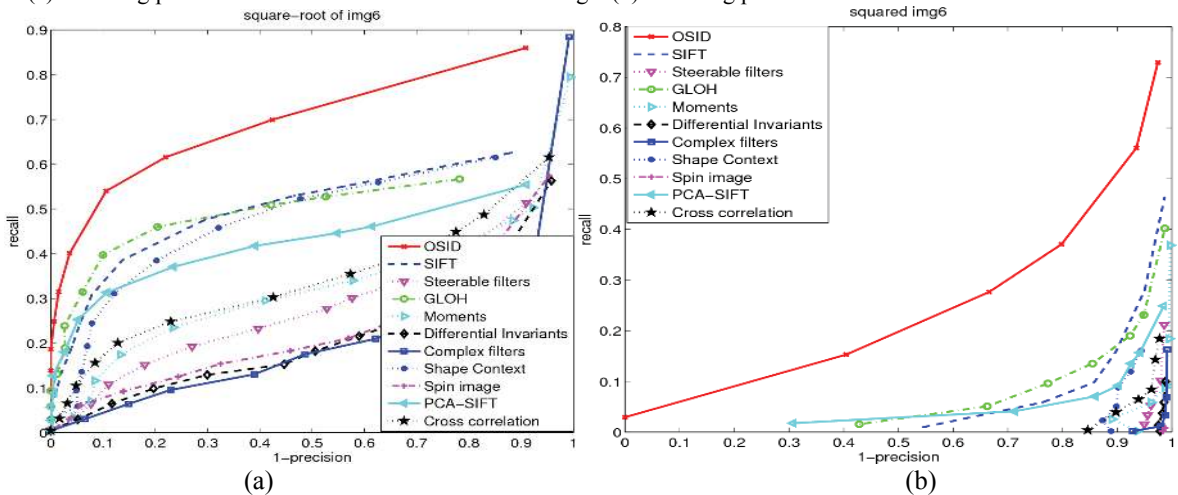 square-root of img6
recall
0.9
0.8
0.7
0.6
0.5
0.4
0.3
0.2
0.1
0
0 0.1 0.2 0.3 0.4 0.5 0.6 0.7 0.8 0.9 1
1-precision
OSID
SIFT
Steerable filters
GLOH
Moments
Differential Invariants
Complex filters
Shape Context
Spin image
PCA-SIFT
Cross correlation
(a)
squared img6
recall
0.8
0.7
0.6
0.5
0.4
0.3
0.2
0.1
0
0 0.1 0.2 0.3 0.4 0.5 0.6 0.7 0.8 0.9 1
1-precision
OSID
SIFT
Steerable filters
GLOH
Moments
Differential Invariants
Complex filters
Shape Context
Spin image
PCA-SIFT
Cross correlation
(b)